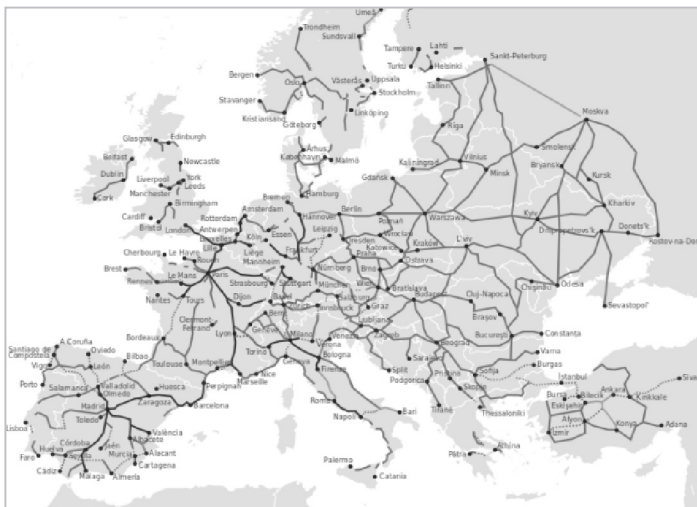 Umeå
Trondheim
Sundsvall
Tampere
Lahti
Turku
Helsinki
Sankt-Peterburg
Bergen
Oslo
Västerås
Uppsala
Stockholm
Tallinn
Stavanger
Kristiansand
Linköping
Göteborg
Moskva
Riga
Glasgow
Edinburgh
Århus
København
Malmö
Smolensk
Vilnius
Belfast
Newcastle
Kaliningrad
Minsk
Bryansk
Dublin
Liverpool
York
Leeds
Gdańsk
Kursk
Manchester
Hamburg
Cork
Birmingham
Bremen
Amsterdam
Hannover
Berlin
Kharkiv
Cardiff
Bristol
London
Rotterdam
Poznań
Warszawa
Kyiv
Antwerpen
Leipzig
Dnipropetrovs'k
Donets'k
Bruxelles
Köln
Essen
Dresden
Wrocław
Rostov-na-Donu
Lille
Liège
Frankfurt
Katowice
Kraków
L'viv
Cherbourg
Le Havre
Rouen
Mannheim
Praha
Ostrava
Brest
Le Mans
Paris
Nürnberg
Brno
Rennes
Strasbourg
Stuttgart
München
Wien
Bratislava
Chişinău
Odesa
Nantes
Tours
Dijon
Basel
Zürich
Salzburg
Budapest
Cluj-Napoca
Innsbruck
Graz
Sevastopol'
Clermont-
Ferrand
Bern
Ljubljana
Braşov
Genève
Zagreb
Bordeaux
Lyon
Milano
Venezia
Beograd
Bucureşti
Constanta
Torino
Verona
Santiago de
Compostela
A Coruña
Oviedo
Bilbao
Bologna
Sarajevo
Varna
Vigo
León
Toulouse
Montpellier
Genova
Firenze
Split
Pristine
Sofija
Burgas
Nice
Podgorica
Porto
Salamanca
Valladolid
Huesca
Perpignan
Marseille
Skopje
Istanbul
Ankara
Sivas
Olmedo
Bursa
Bilecik
Kırıkkale
Madrid
Zaragoza
Barcelona
Roma
Tiranë
Thessaloniki
Eskişehir
Toledo
Napoli
Bari
Afyon
Lisboa
València
Izmir
Konya
Adana
Córdoba
Albacete
Huelva
Jaén
Alacant
Athína
Faro
Sevilla
Murcia
Cartagena
Palermo
Pátra
Cádiz
Málaga
Almería
Catania